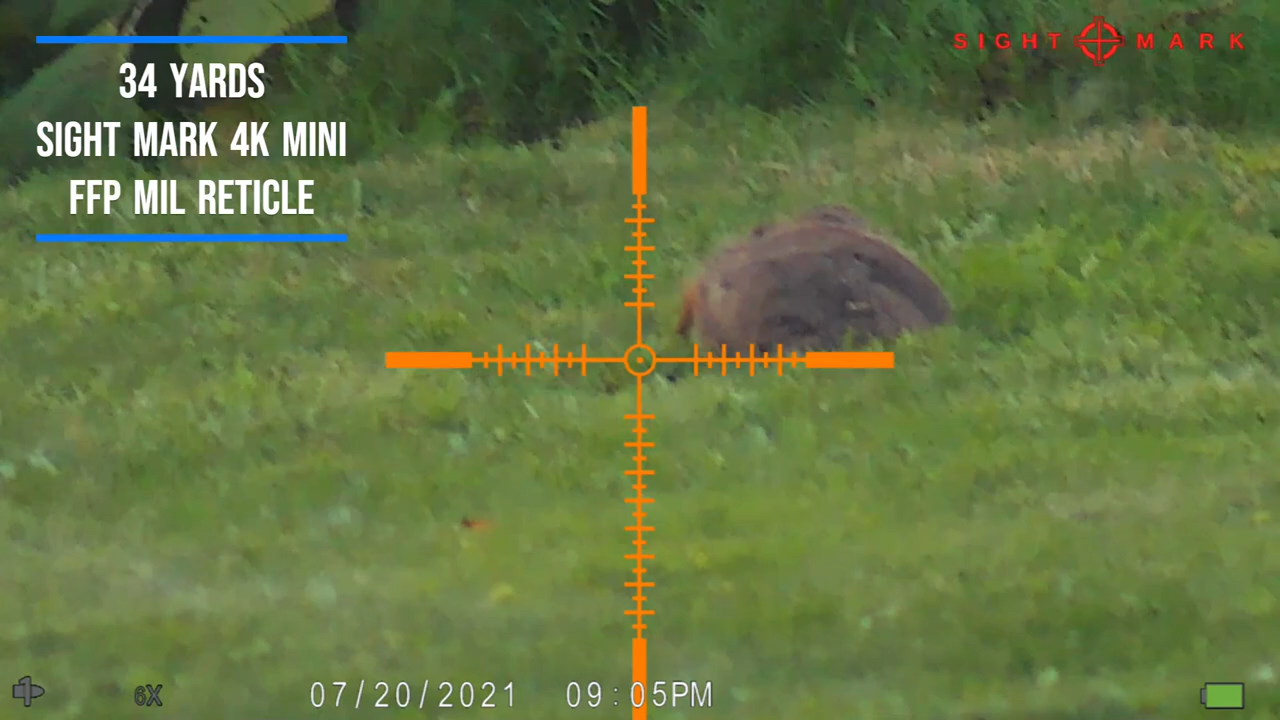 34 YARDS
SIGHT MARK 4K MINI
FFP MIL RETICLE
SIGHTMARK
6X
07/20/2021 09:05PM